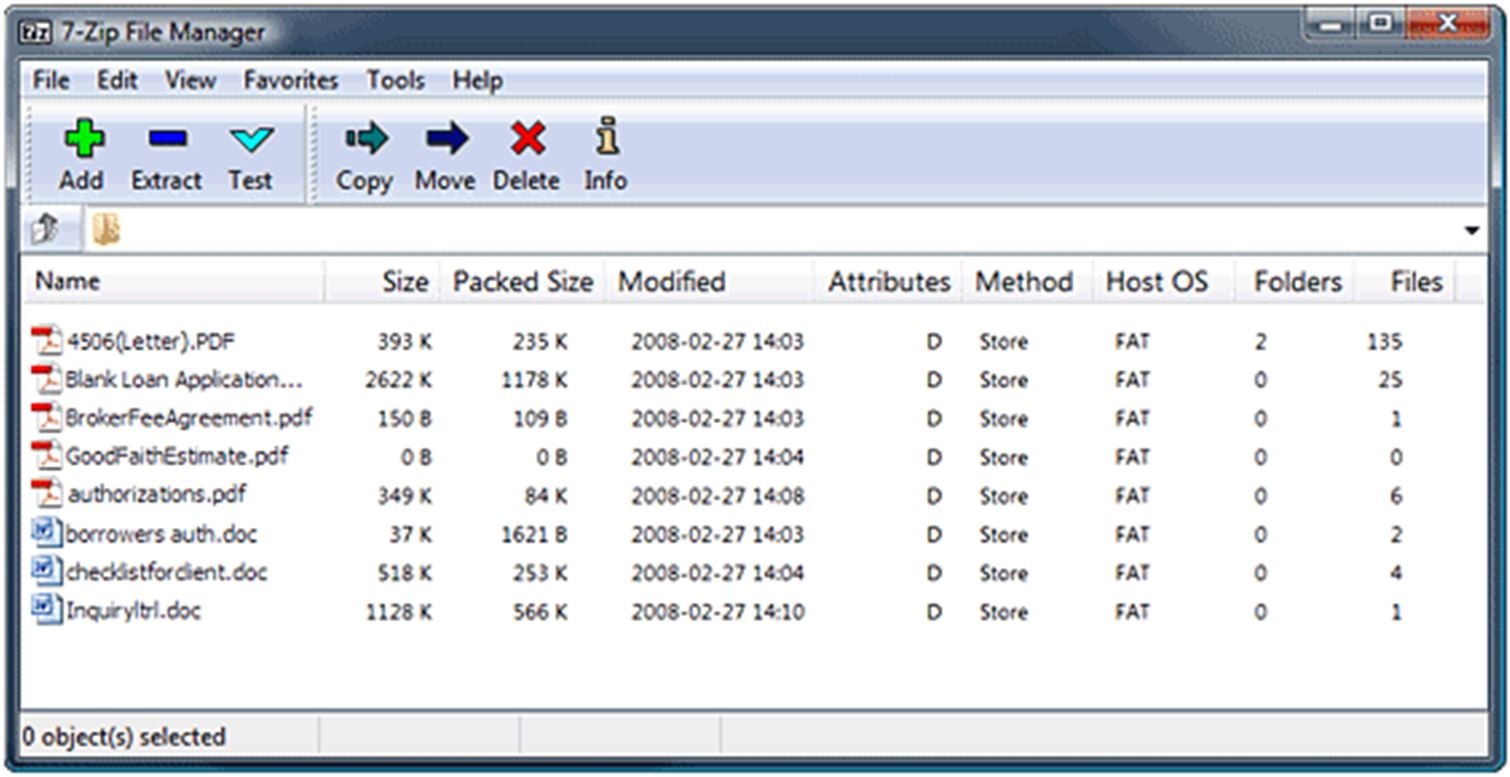 7-Zip File Manager
File Edit View Favorites Tools Help
Add Extract Test Copy Move Delete Info
Name Size Packed Size Modified Attributes Method Host OS Folders Files
4506(Letter).PDF 393 K 235 K 2008-02-27 14:03 D Store FAT 2 135
Blank Loan Application... 2622 K 1178 K 2008-02-27 14:03 D Store FAT 0 25
BrokerFeeAgreement.pdf 150 B 109 B 2008-02-27 14:03 D Store FAT 0 1
GoodFaithEstimate.pdf 0 B 0 B 2008-02-27 14:04 D Store FAT 0 0
authorizations.pdf 349 K 84 K 2008-02-27 14:08 D Store FAT 0 6
borrowers auth.doc 37 K 1621 B 2008-02-27 14:03 D Store FAT 0 2
checklistforclient.doc 518 K 253 K 2008-02-27 14:04 D Store FAT 0 4
Inquiryltrl.doc 1128 K 566 K 2008-02-27 14:10 D Store FAT 0 1
0 object(s) selected